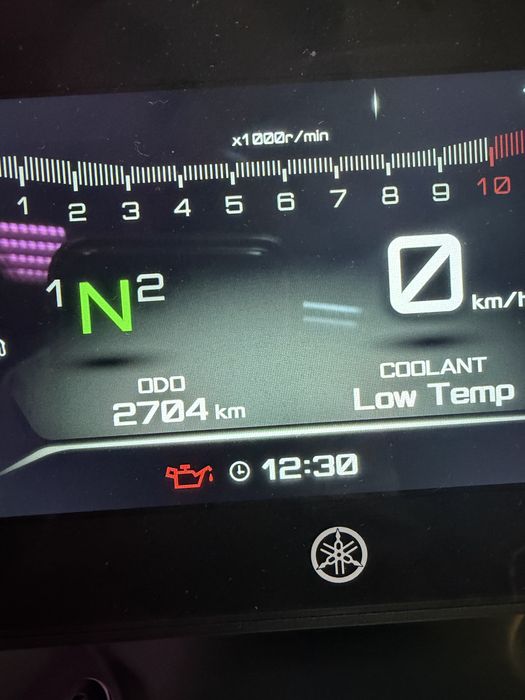 x1000r/min
1 2 3 4 5 6 7 8 9 10
1 N 2
0 km/h
ODO
2704 km
COOLANT
Low Temp
12:30